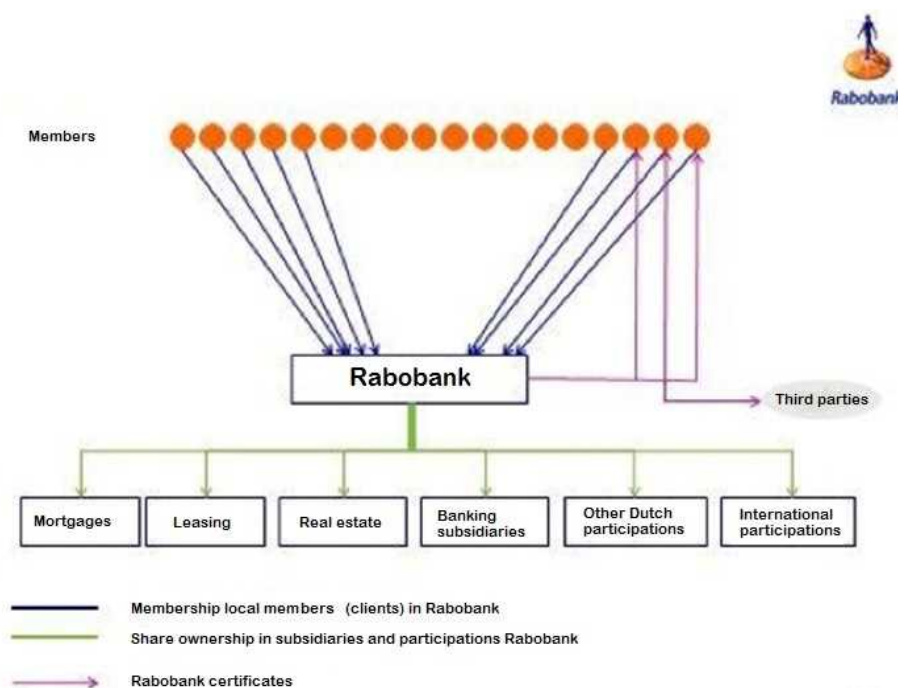 Rabobank
Members
Rabobank
Third parties
Mortgages
Leasing
Real estate
Banking
subsidiaries
Other Dutch
participations
International
participations
Membership local members (clients) in Rabobank
Share ownership in subsidiaries and participations Rabobank
Rabobank certificates